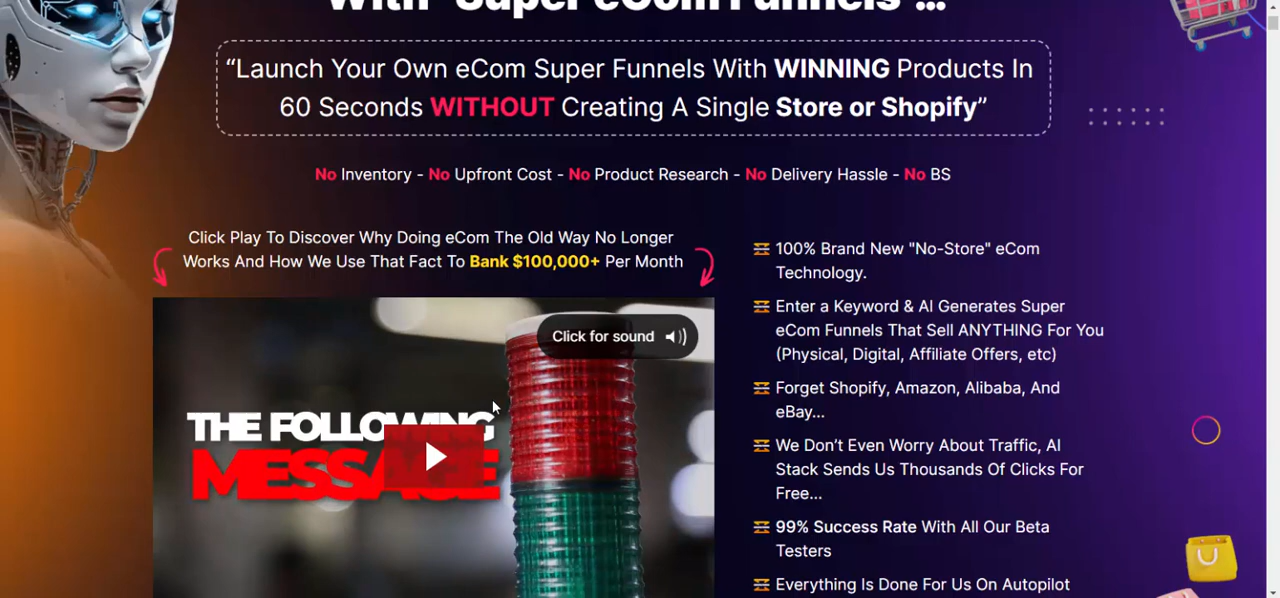 With "Super eCom Funnels"...
“Launch Your Own eCom Super Funnels With WINNING Products In
60 Seconds WITHOUT Creating A Single Store or Shopify”
No Inventory - No Upfront Cost - No Product Research - No Delivery Hassle - No BS
Click Play To Discover Why Doing eCom The Old Way No Longer
Works And How We Use That Fact To Bank $100,000+ Per Month
Click for sound
THE FOLLOWING
MESSAGE
100% Brand New "No-Store" eCom
Technology.
Enter a Keyword & AI Generates Super
eCom Funnels That Sell ANYTHING For You
(Physical, Digital, Affiliate Offers, etc)
Forget Shopify, Amazon, Alibaba, And
eBay...
We Don’t Even Worry About Traffic, AI
Stack Sends Us Thousands Of Clicks For
Free...
99% Success Rate With All Our Beta
Testers
Everything Is Done For Us On Autopilot